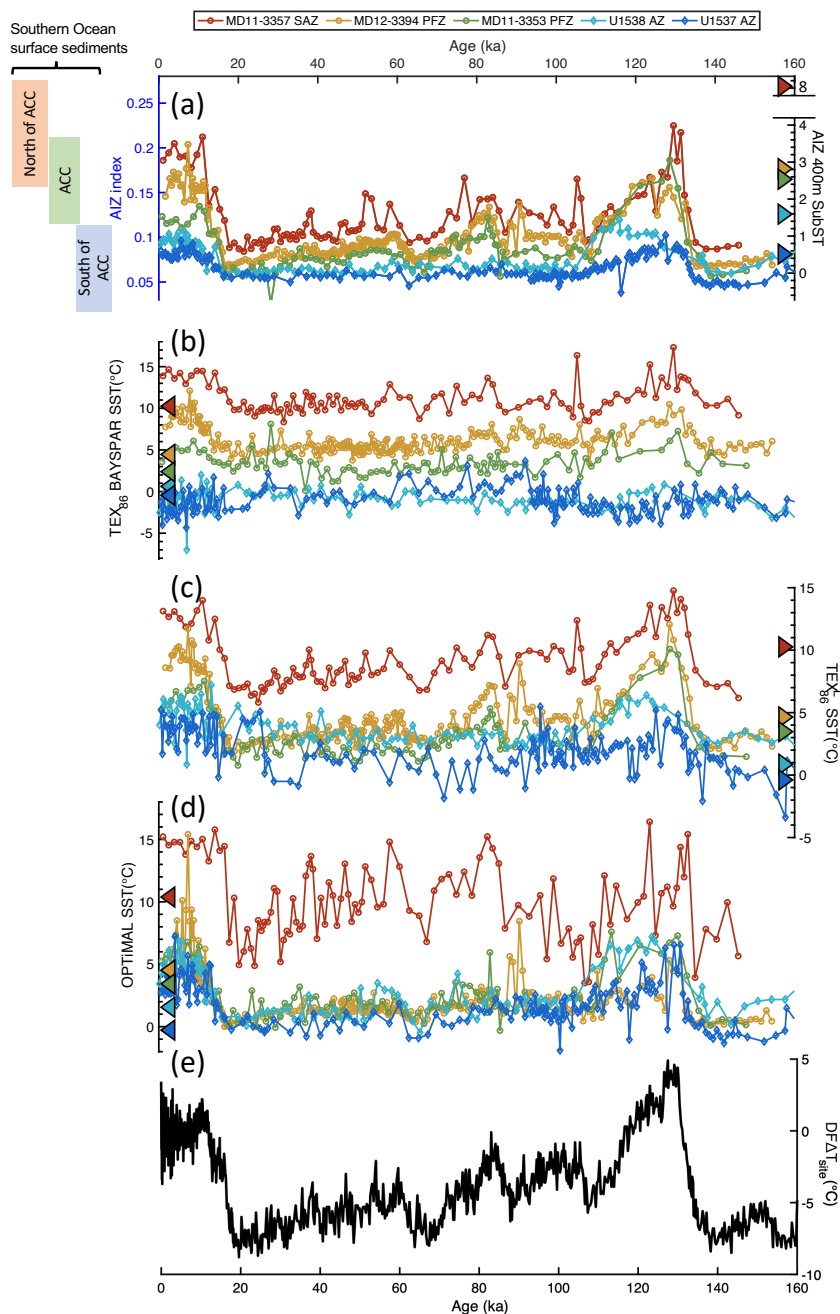 MD11-3357 SAZ MD12-3394 PFZ MD11-3353 PFZ U1538 AZ U1537 AZ
Southern Ocean
surface sediments
Age (ka)
0 20 40 60 80 100 120 140 160
North of ACC
ACC
South of
ACC
(a)
AIZ index
0.25
0.2
0.15
0.1
0.05
8
4
3
2
1
0
AIZ 400m SubST
(b)
TEX86 BAYSPAR SST(°C)
15
10
5
0
-5
(c)
15
10
5
0
-5
TEX86L SST(°C)
(d)
OPTiMAL SST(°C)
15
10
5
0
(e)
5
0
-5
-10
DFΔTsite(°C)
0 20 40 60 80 100 120 140 160
Age (ka)